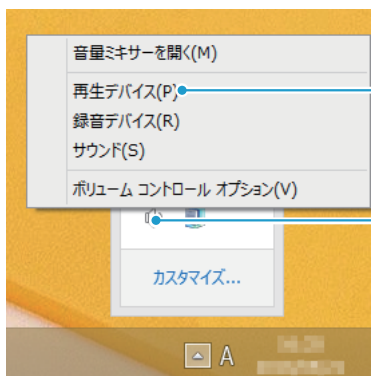 音量ミキサーを開く(M)
再生デバイス(P)
録音デバイス(R)
サウンド(S)
ボリューム コントロール オプション(V)
カスタマイズ...
A